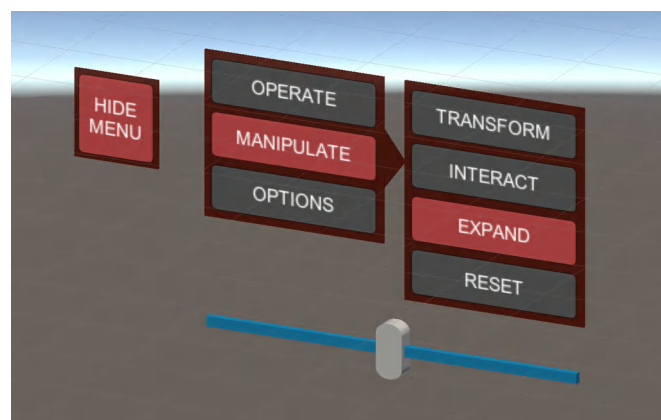 HIDE
MENU
OPERATE
MANIPULATE
OPTIONS
TRANSFORM
INTERACT
EXPAND
RESET